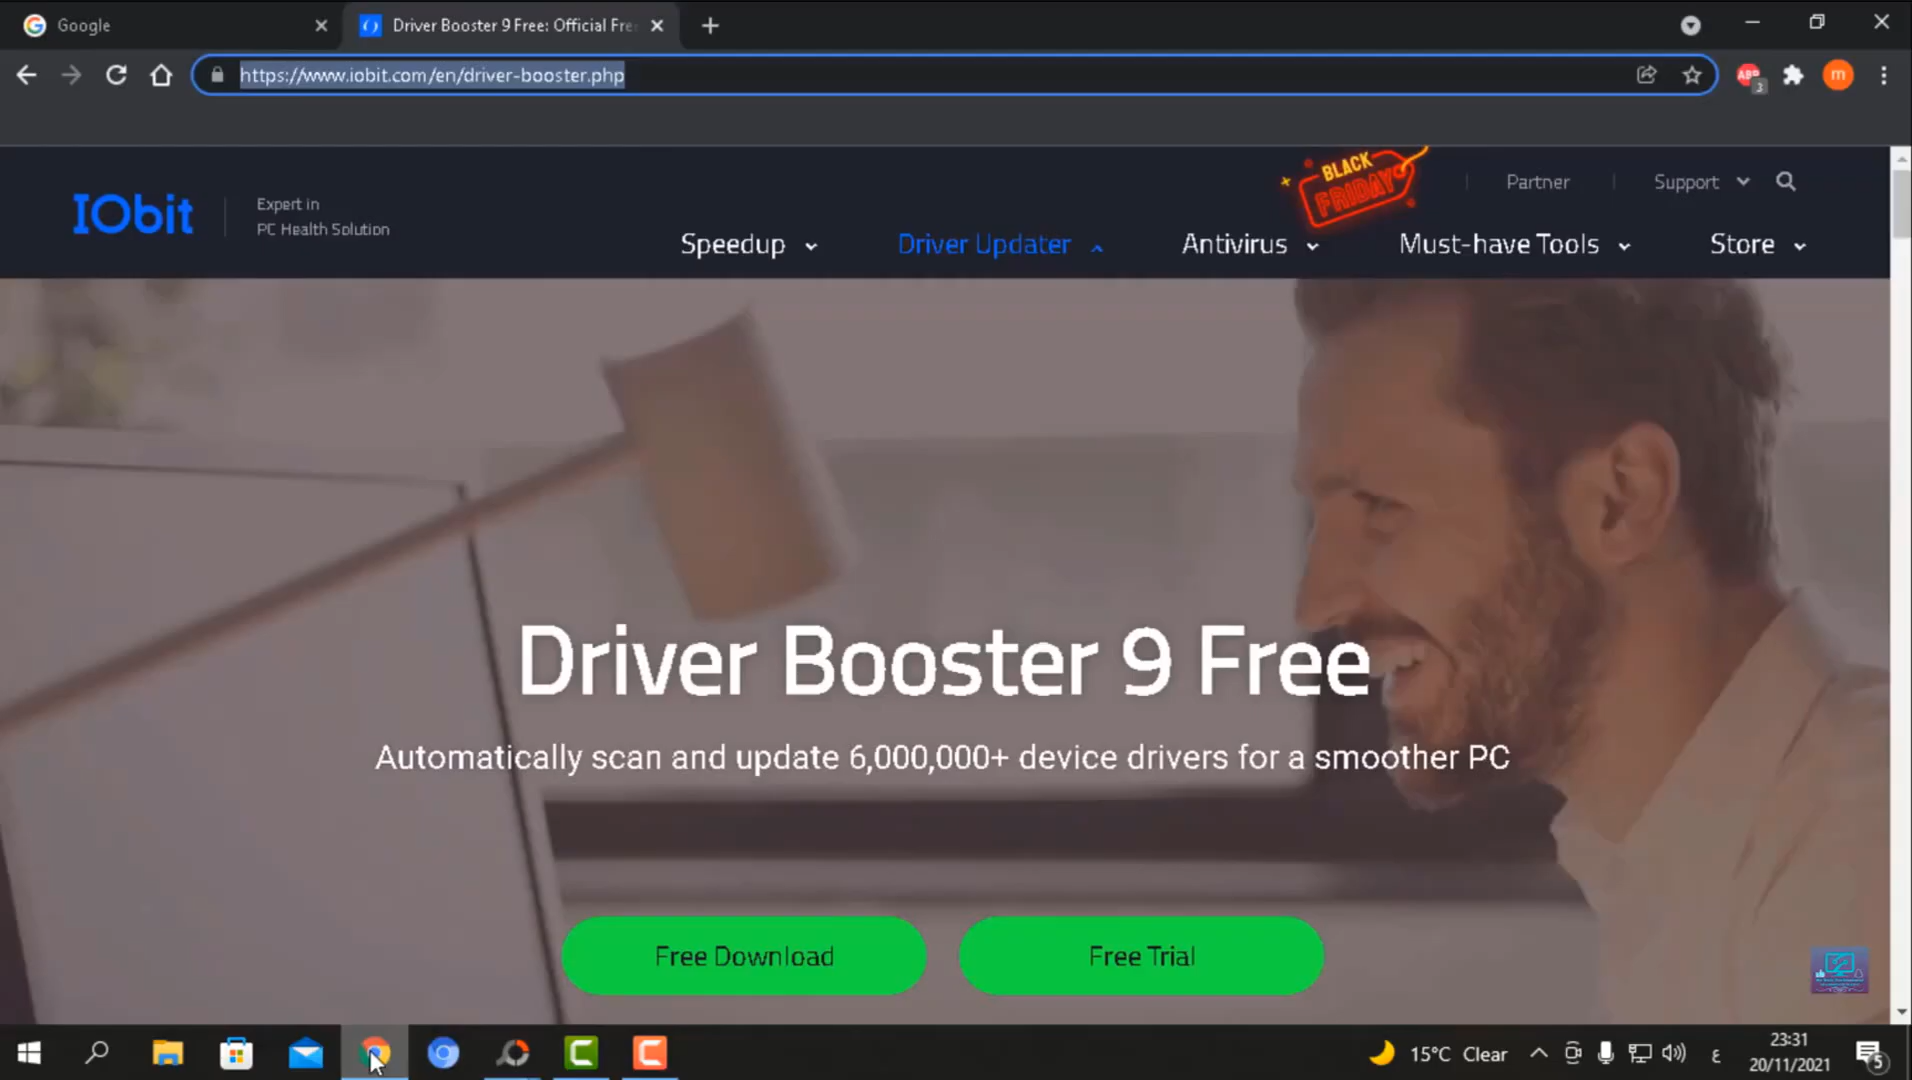 Google
Driver Booster 9 Free: Official Fre
https://www.iobit.com/en/driver-booster.php
ABP
3
m
IObit
Expert in
PC Health Solution
BLACK
FRIDAY
Partner
Support
Speedup
Driver Updater
Antivirus
Must-have Tools
Store
Driver Booster 9 Free
Automatically scan and update 6,000,000+ device drivers for a smoother PC
Free Download
Free Trial
15°C Clear
ع
23:31
20/11/2021
5